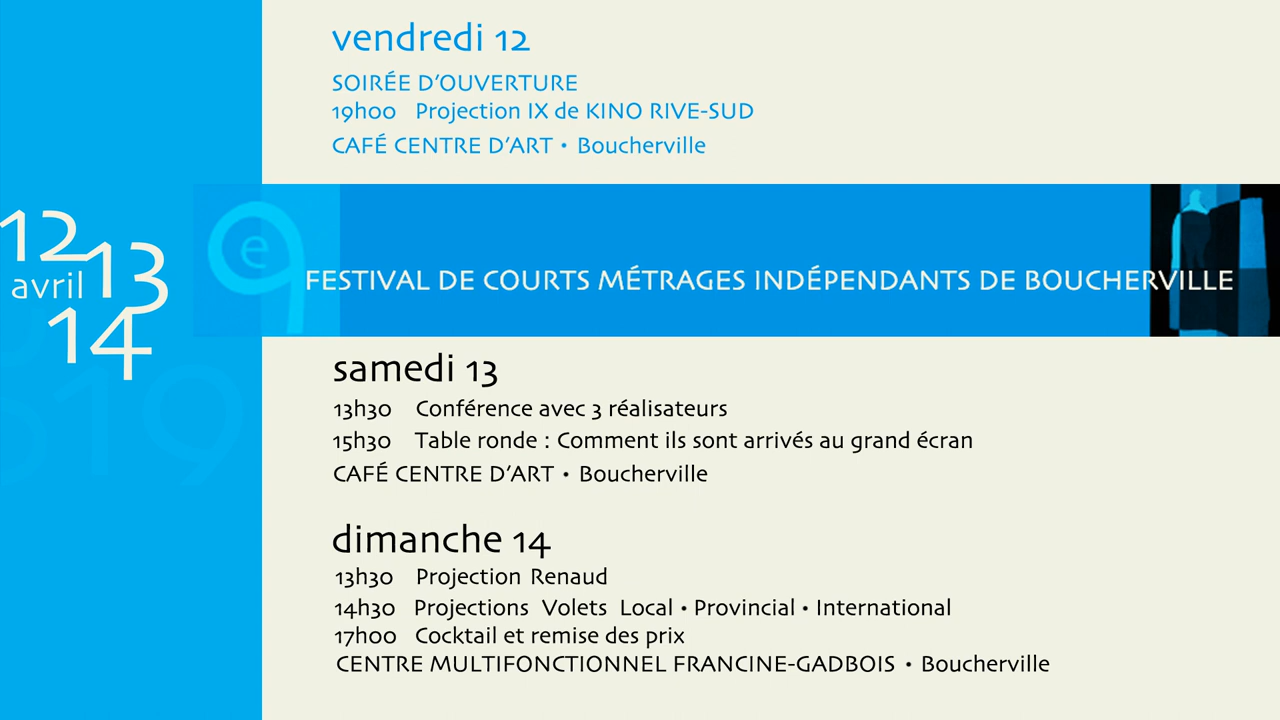 vendredi 12
SOIRÉE D'OUVERTURE
19h00 Projection IX de KINO RIVE-SUD
CAFÉ CENTRE D'ART • Boucherville
12 13
avril
14
9e
FESTIVAL DE COURTS MÉTRAGES INDÉPENDANTS DE BOUCHERVILLE
samedi 13
13h30 Conférence avec 3 réalisateurs
15h30 Table ronde : Comment ils sont arrivés au grand écran
CAFÉ CENTRE D'ART • Boucherville
dimanche 14
13h30 Projection Renaud
14h30 Projections Volets Local • Provincial • International
17h00 Cocktail et remise des prix
CENTRE MULTIFONCTIONNEL FRANCINE-GADBOIS • Boucherville